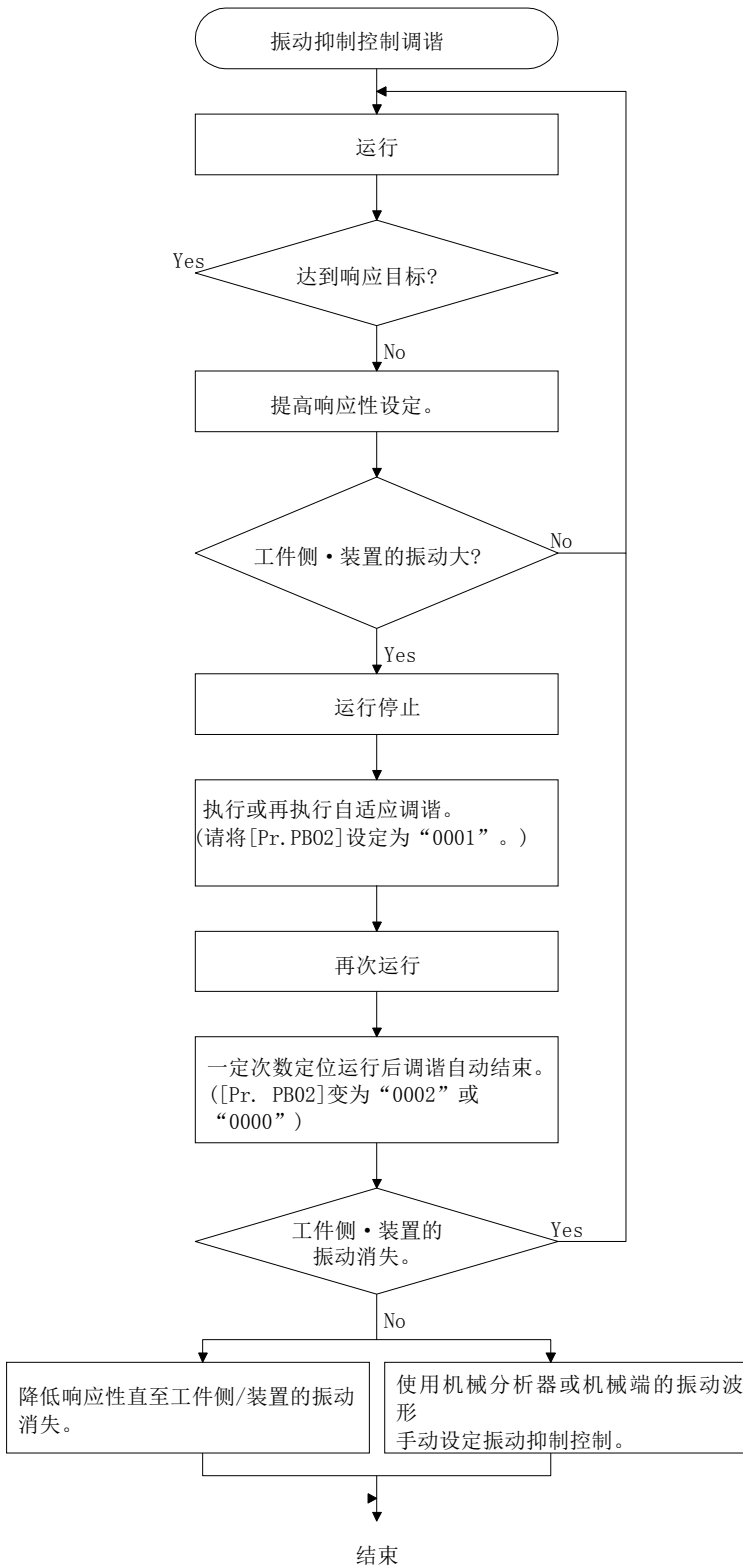 振动抑制控制调谐
运行
Yes
达到响应目标?
No
提高响应性设定。
工件侧·装置的振动大?
No
Yes
运行停止
执行或再执行自适应调谐。
(请将[Pr.PB02]设定为“0001”。)
再次运行
一定次数定位运行后调谐自动结束。
([Pr. PB02]变为“0002”或
“0000”)
工件侧·装置的
振动消失。
Yes
No
降低响应性直至工件侧/装置的振动
消失。
使用机械分析器或机械端的振动波
形
手动设定振动抑制控制。
结束